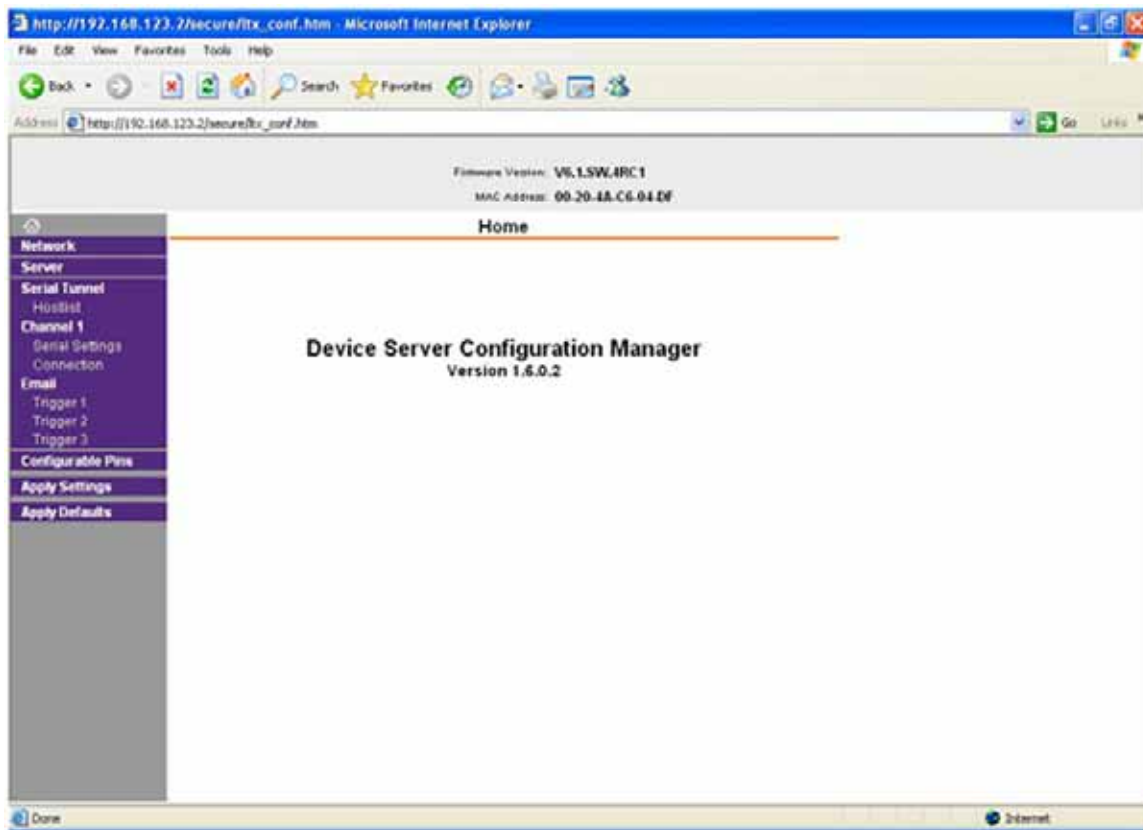 http://192.168.123.2/secure/ltx_conf.htm - Microsoft Internet Explorer
File Edit View Favorites Tools Help
Back Search Favorites
Address http://192.168.123.2/secure/ltx_conf.htm Go Links
Firmware Version: V6.1.SW.4RC1
MAC Address: 00-20-4A-C6-04-DF
Home
Network
Server
Serial Tunnel
Hostlist
Channel 1
Serial Settings
Connection
Email
Trigger 1
Trigger 2
Trigger 3
Configurable Pins
Apply Settings
Apply Defaults
Device Server Configuration Manager
Version 1.6.0.2
Done
Internet